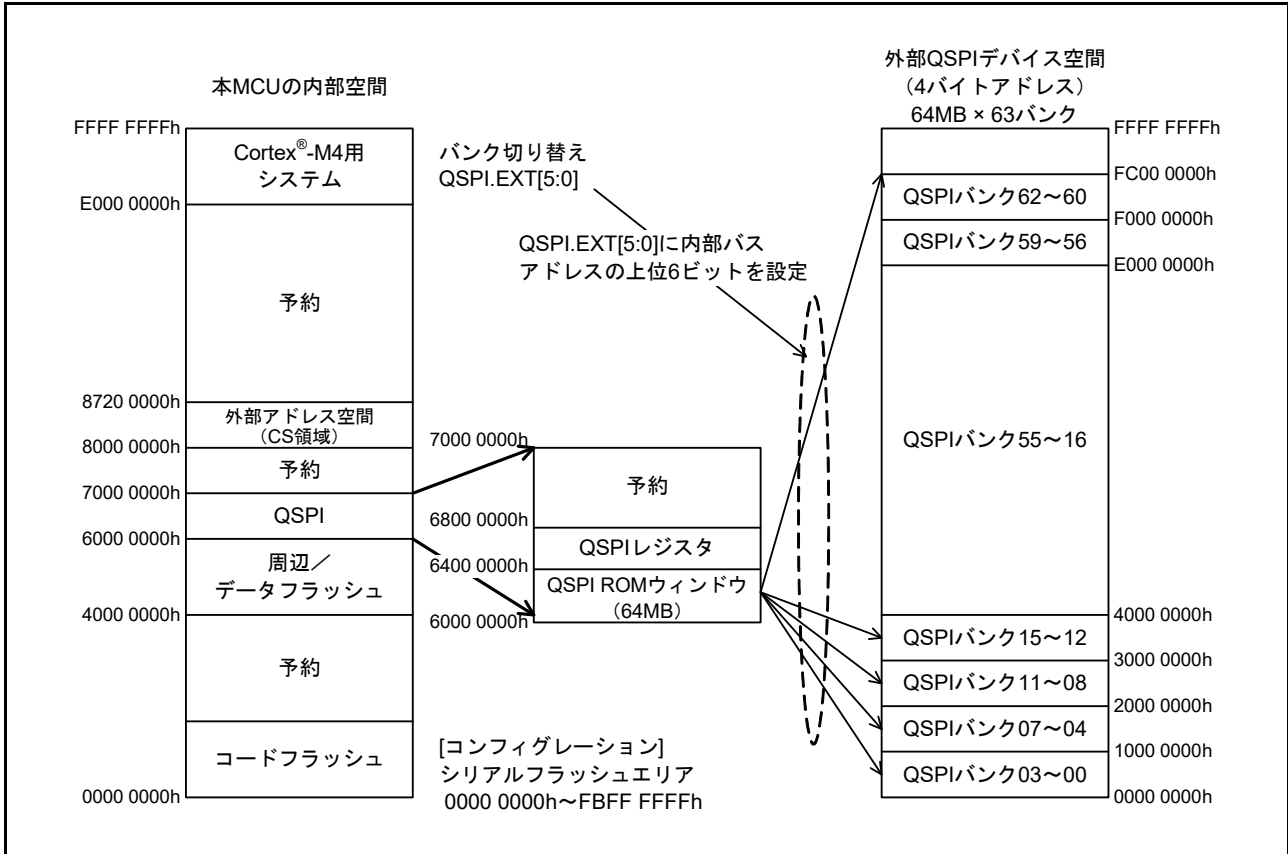 本MCUの内部空間
FFFF FFFFh
Cortex®-M4用
システム
E000 0000h
予約
8720 0000h
外部アドレス空間
（CS領域）
8000 0000h
予約
7000 0000h
QSPI
6000 0000h
周辺／
データフラッシュ
4000 0000h
予約
コードフラッシュ
0000 0000h
バンク切り替え
QSPI.EXT[5:0]
QSPI.EXT[5:0]に内部バス
アドレスの上位6ビットを設定
7000 0000h
予約
6800 0000h
QSPIレジスタ
6400 0000h
QSPI ROMウィンドウ
（64MB）
6000 0000h
[コンフィグレーション]
シリアルフラッシュエリア
0000 0000h～FBFF FFFFh
外部QSPIデバイス空間
（4バイトアドレス）
64MB × 63バンク
FFFF FFFFh
FC00 0000h
QSPIバンク62～60
F000 0000h
QSPIバンク59～56
E000 0000h
QSPIバンク55～16
4000 0000h
QSPIバンク15～12
3000 0000h
QSPIバンク11～08
2000 0000h
QSPIバンク07～04
1000 0000h
QSPIバンク03～00
0000 0000h